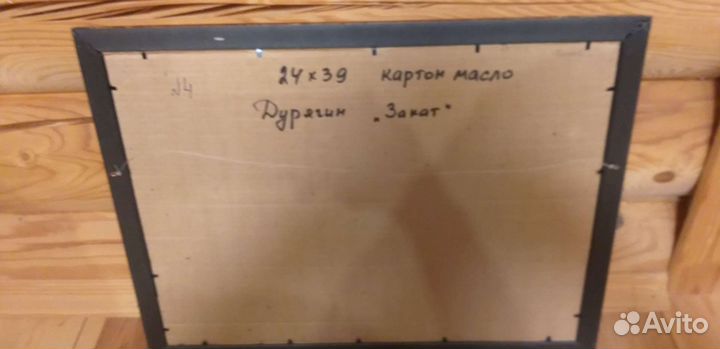 24 х 39 картон масло
№4
Дурягин „Закат"
Avito